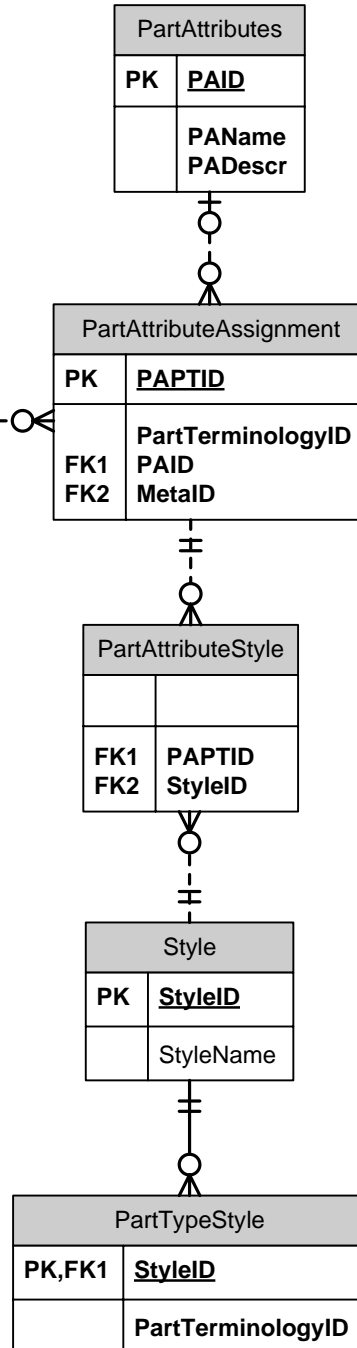 PartAttributes
PK PAID
PAName
PADescr
PartAttributeAssignment
PK PAPTID
PartTerminologyID
FK1 PAID
FK2 MetaID
PartAttributeStyle
FK1 PAPTID
FK2 StyleID
Style
PK StyleID
StyleName
PartTypeStyle
PK,FK1 StyleID
PartTerminologyID